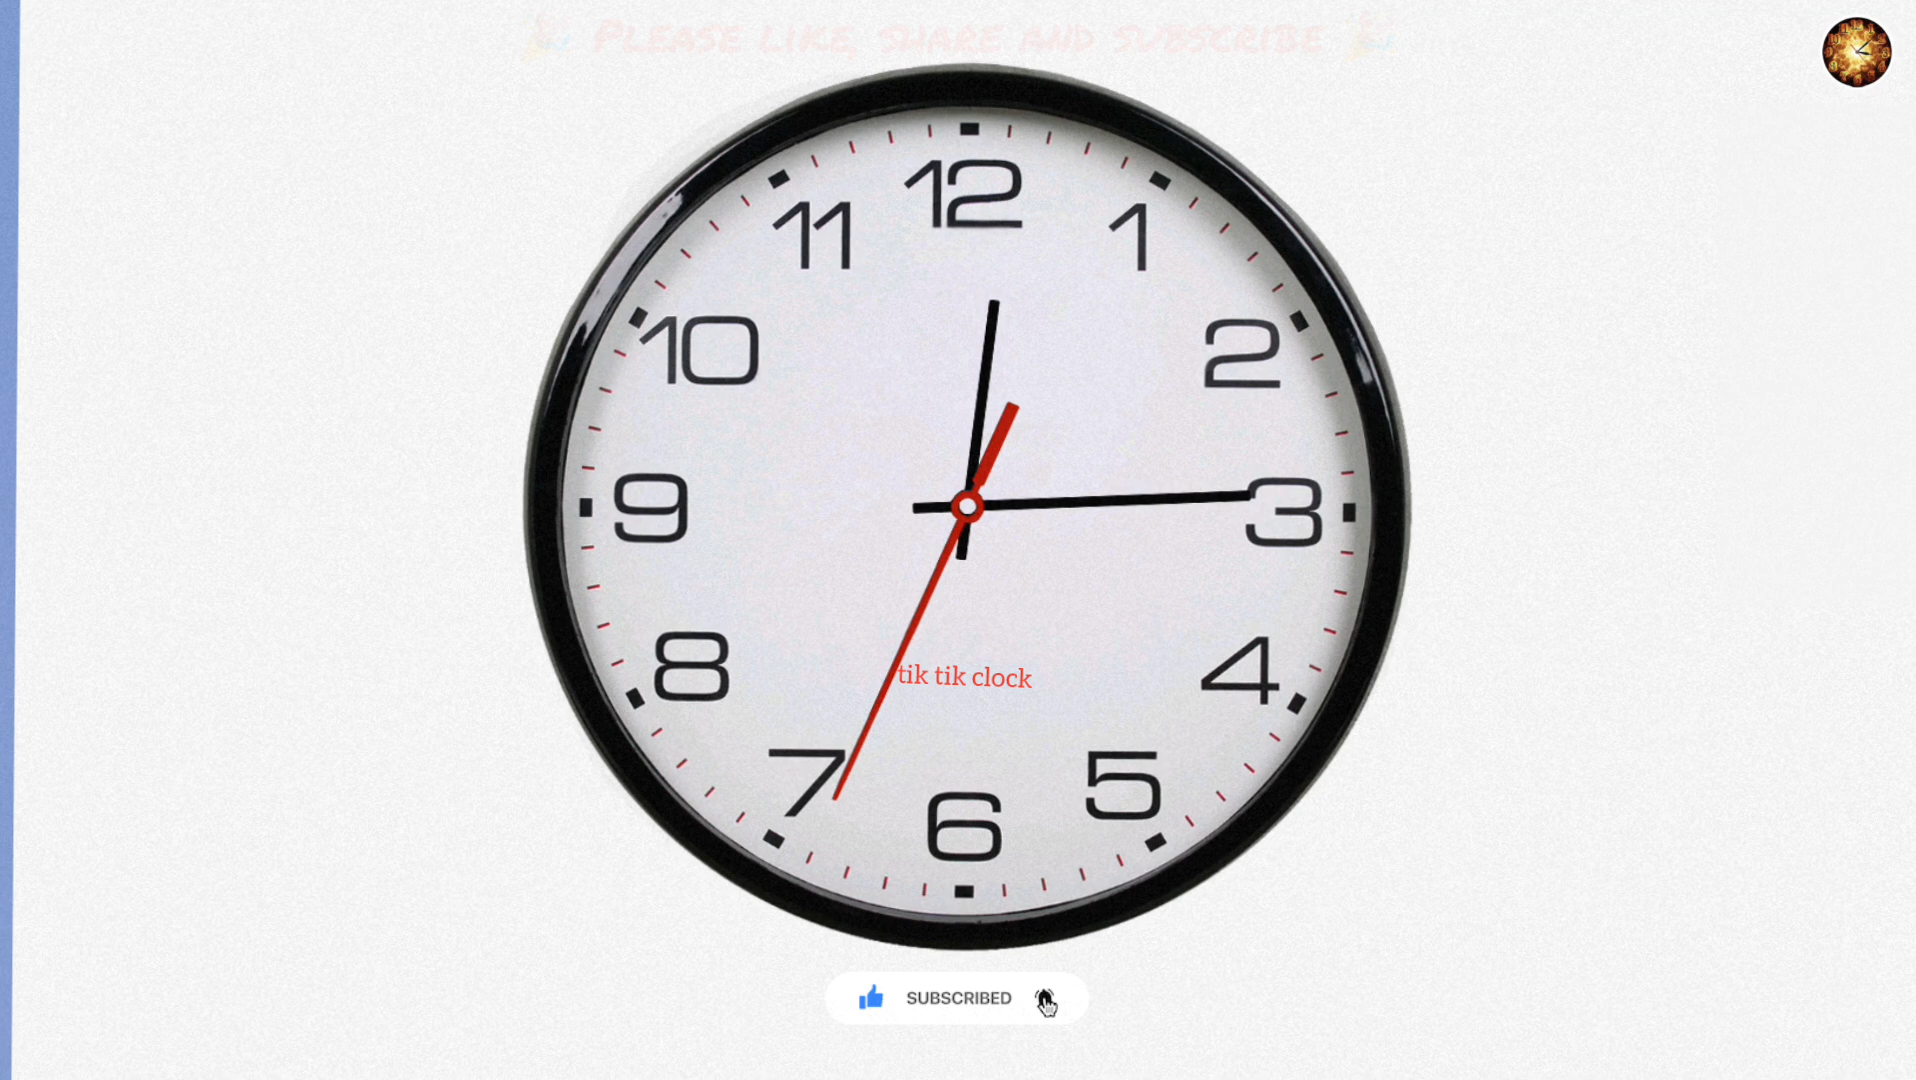 🎉 PLEASE LIKE SHARE AND SUBSCRIBE 🎉
12
11 1
10 2
9 3
8 4
tik tik clock
7 5
6
SUBSCRIBED